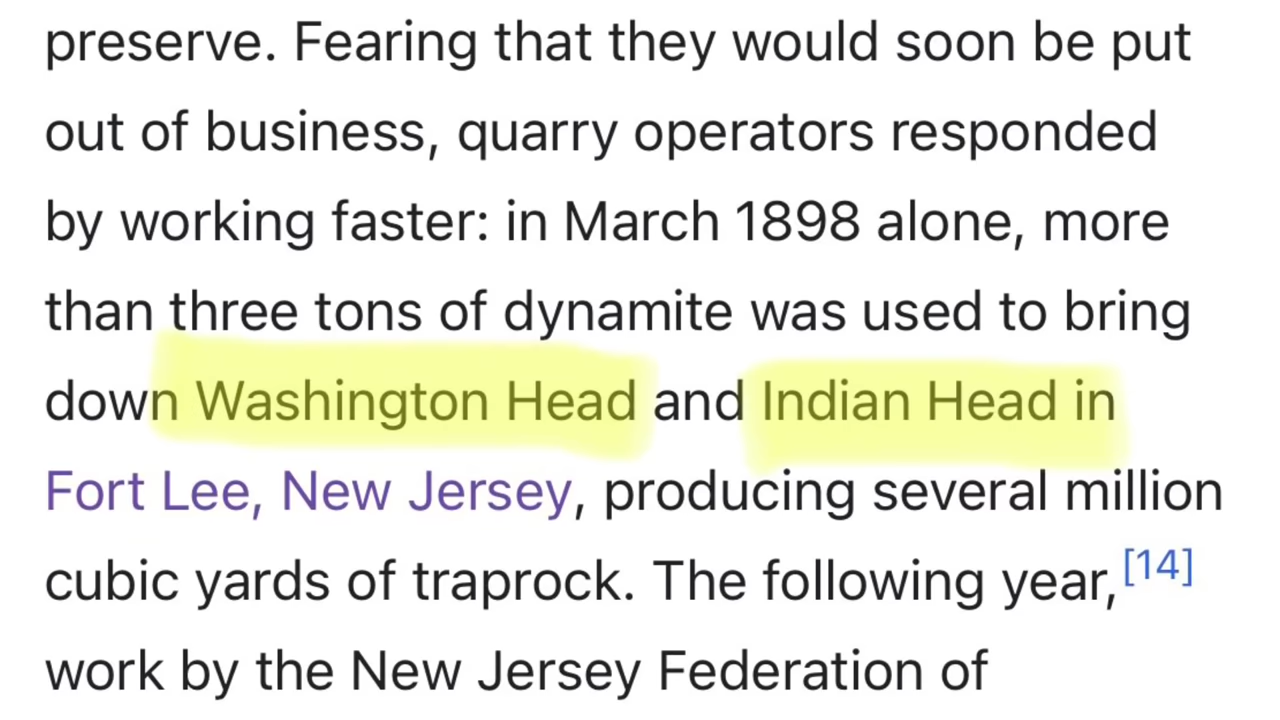 preserve. Fearing that they would soon be put
out of business, quarry operators responded
by working faster: in March 1898 alone, more
than three tons of dynamite was used to bring
down Washington Head and Indian Head in
Fort Lee, New Jersey, producing several million
cubic yards of traprock. The following year,[14]
work by the New Jersey Federation of